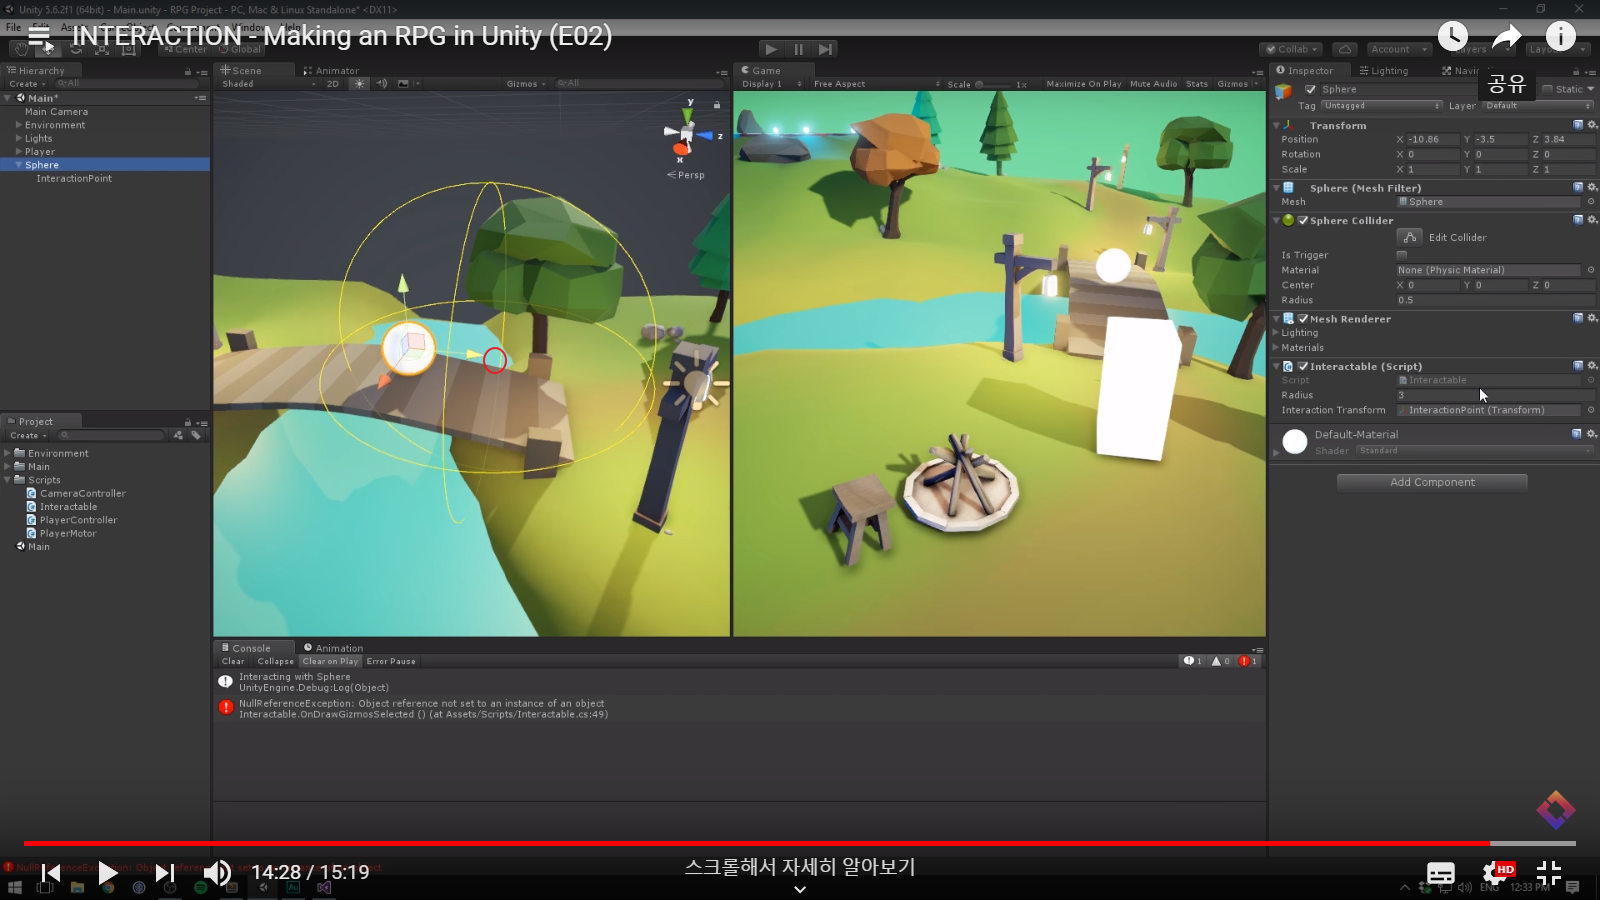 Unity 5.6.2f1 (64bit) - Main.unity - RPG Project - PC, Mac & Linux Standalone* <DX11>
INTERACTION - Making an RPG in Unity (E02)
File Edit Window
Center Global
Collab Account Layers
공유
Hierarchy
Create All
Main*
Main Camera
Environment
Lights
Player
Sphere
InteractionPoint
Scene Animator
Shaded 2D Gizmos All
y
z
x
Persp
Game
Display 1 Free Aspect Scale 1x Maximize On Play Mute Audio Stats Gizmos
Inspector Lighting
Sphere Static
Tag Untagged Layer Default
Transform
Position X -10.86 Y -3.5 Z 3.84
Rotation X 0 Y 0 Z 0
Scale X 1 Y 1 Z 1
Sphere (Mesh Filter)
Mesh Sphere
Sphere Collider
Edit Collider
Is Trigger
Material None (Physic Material)
Center X 0 Y 0 Z 0
Radius 0.5
Mesh Renderer
Lighting
Materials
Interactable (Script)
Script Interactable
Radius 3
Interaction Transform InteractionPoint (Transform)
Default-Material
Shader Standard
Add Component
Project
Create
Environment
Main
Scripts
CameraController
Interactable
PlayerController
PlayerMotor
Main
Console Animation
Clear Collapse Clear on Play Error Pause 1 0 1
Interacting with Sphere
UnityEngine.Debug:Log(Object)
NullReferenceException: Object reference not set to an instance of an object
Interactable.OnDrawGizmosSelected () (at Assets/Scripts/Interactable.cs:49)
14:28 / 15:19
스크롤해서 자세히 알아보기
HD
ENG 12:33 PM